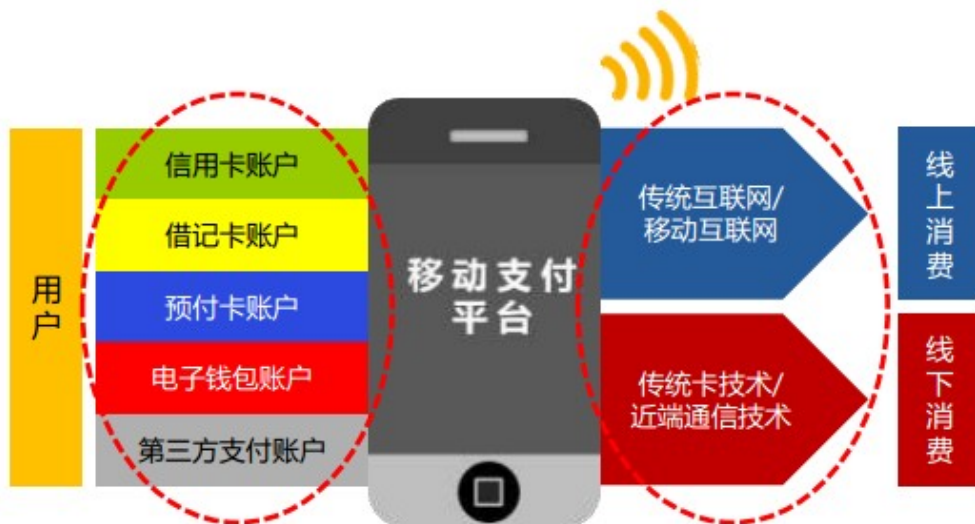 用户
信用卡账户
借记卡账户
预付卡账户
电子钱包账户
第三方支付账户
移动支付
平台
传统互联网/
移动互联网
传统卡技术/
近端通信技术
线上消费
线下消费